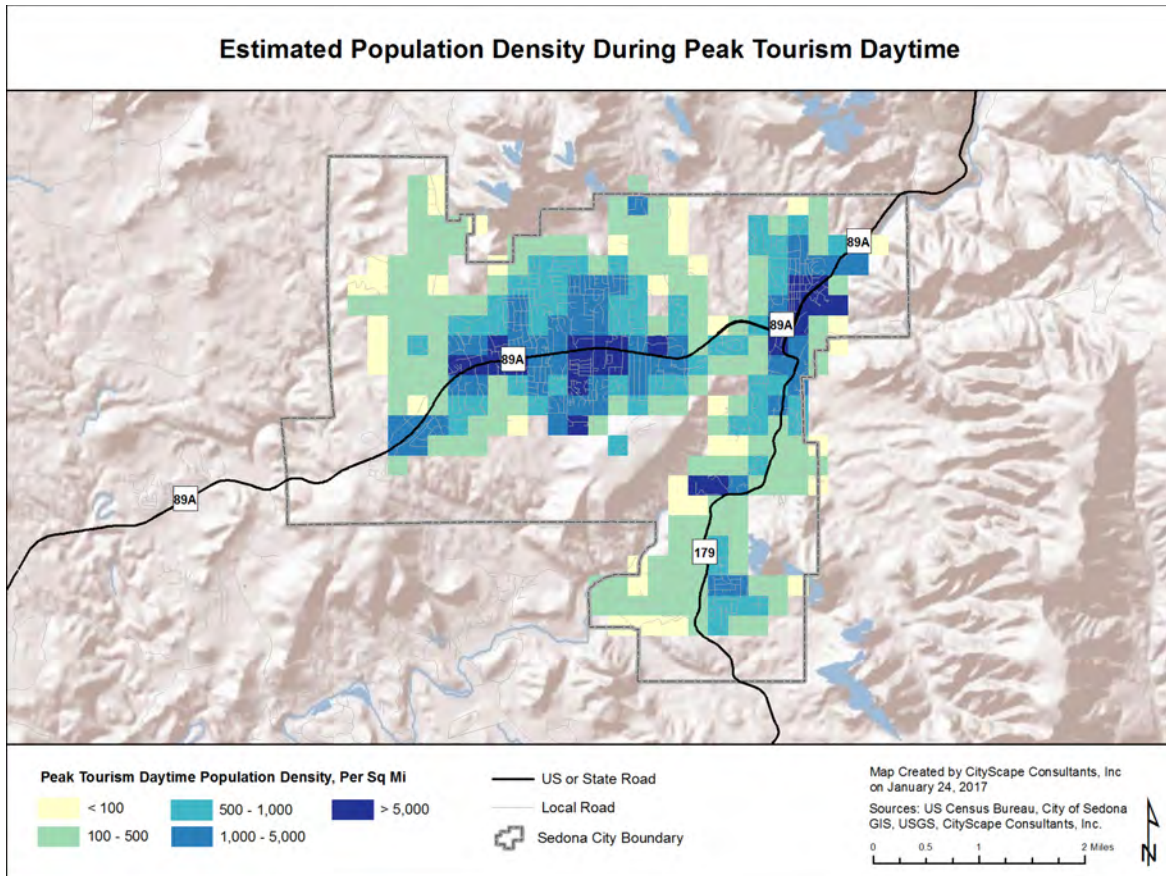 Estimated Population Density During Peak Tourism Daytime
89A
89A
89A
89A
179
Peak Tourism Daytime Population Density, Per Sq Mi
< 100
100 - 500
500 - 1,000
1,000 - 5,000
> 5,000
US or State Road
Local Road
Sedona City Boundary
Map Created by CityScape Consultants, Inc
on January 24, 2017
Sources: US Census Bureau, City of Sedona
GIS, USGS, CityScape Consultants, Inc.
0 0.5 1 2 Miles
N